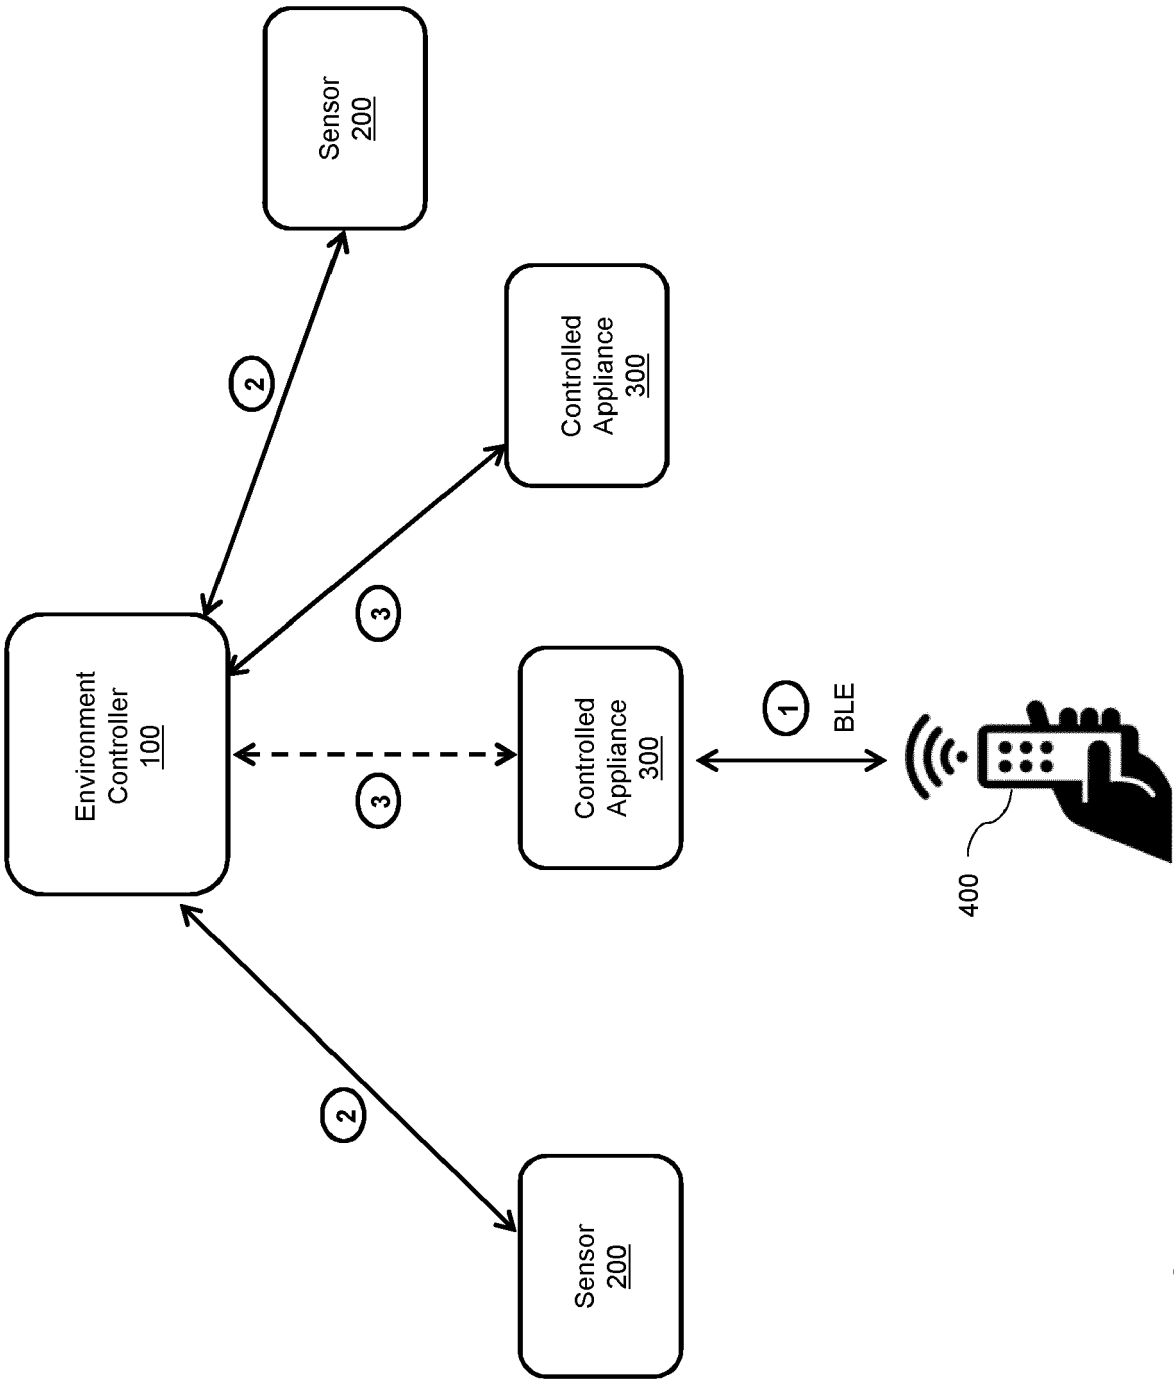 Environment
Controller
100
2
2
3
3
Sensor
200
Controlled
Appliance
300
Controlled
Appliance
300
Sensor
200
1
BLE
400